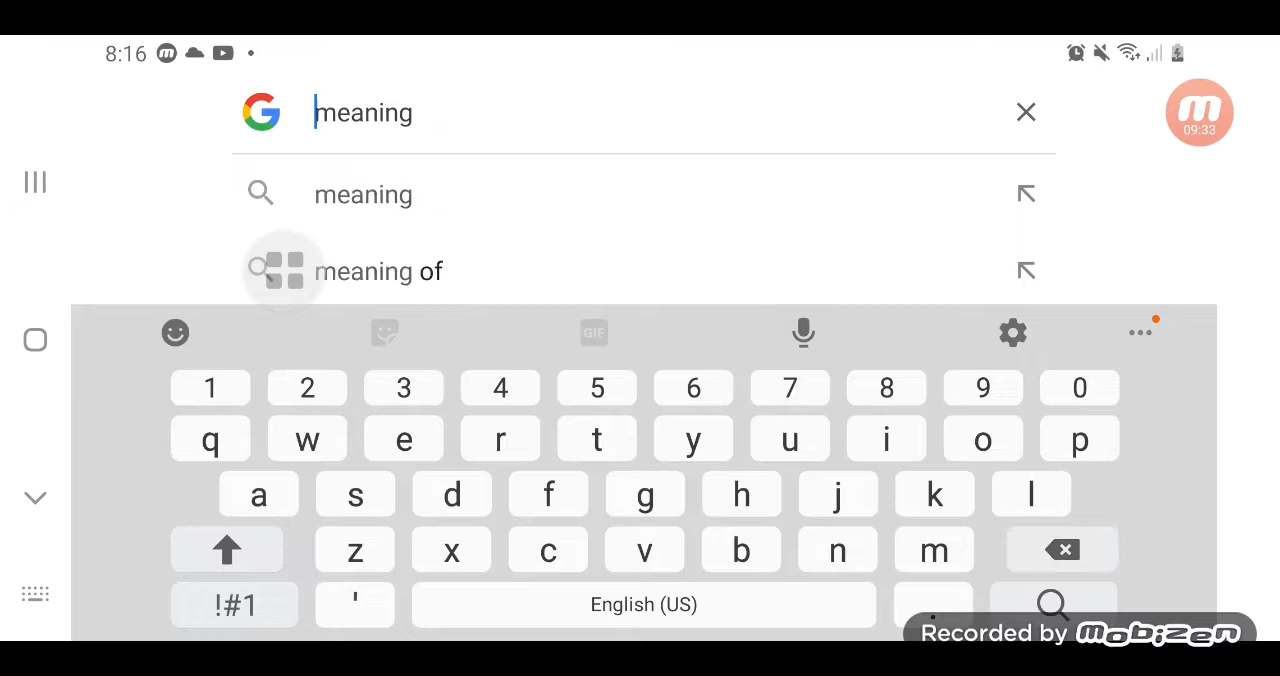 8:16
meaning
09:33
meaning
meaning of
GIF
1 2 3 4 5 6 7 8 9 0
q w e r t y u i o p
a s d f g h j k l
z x c v b n m
!#1 ' English (US) .
Recorded by mobizen